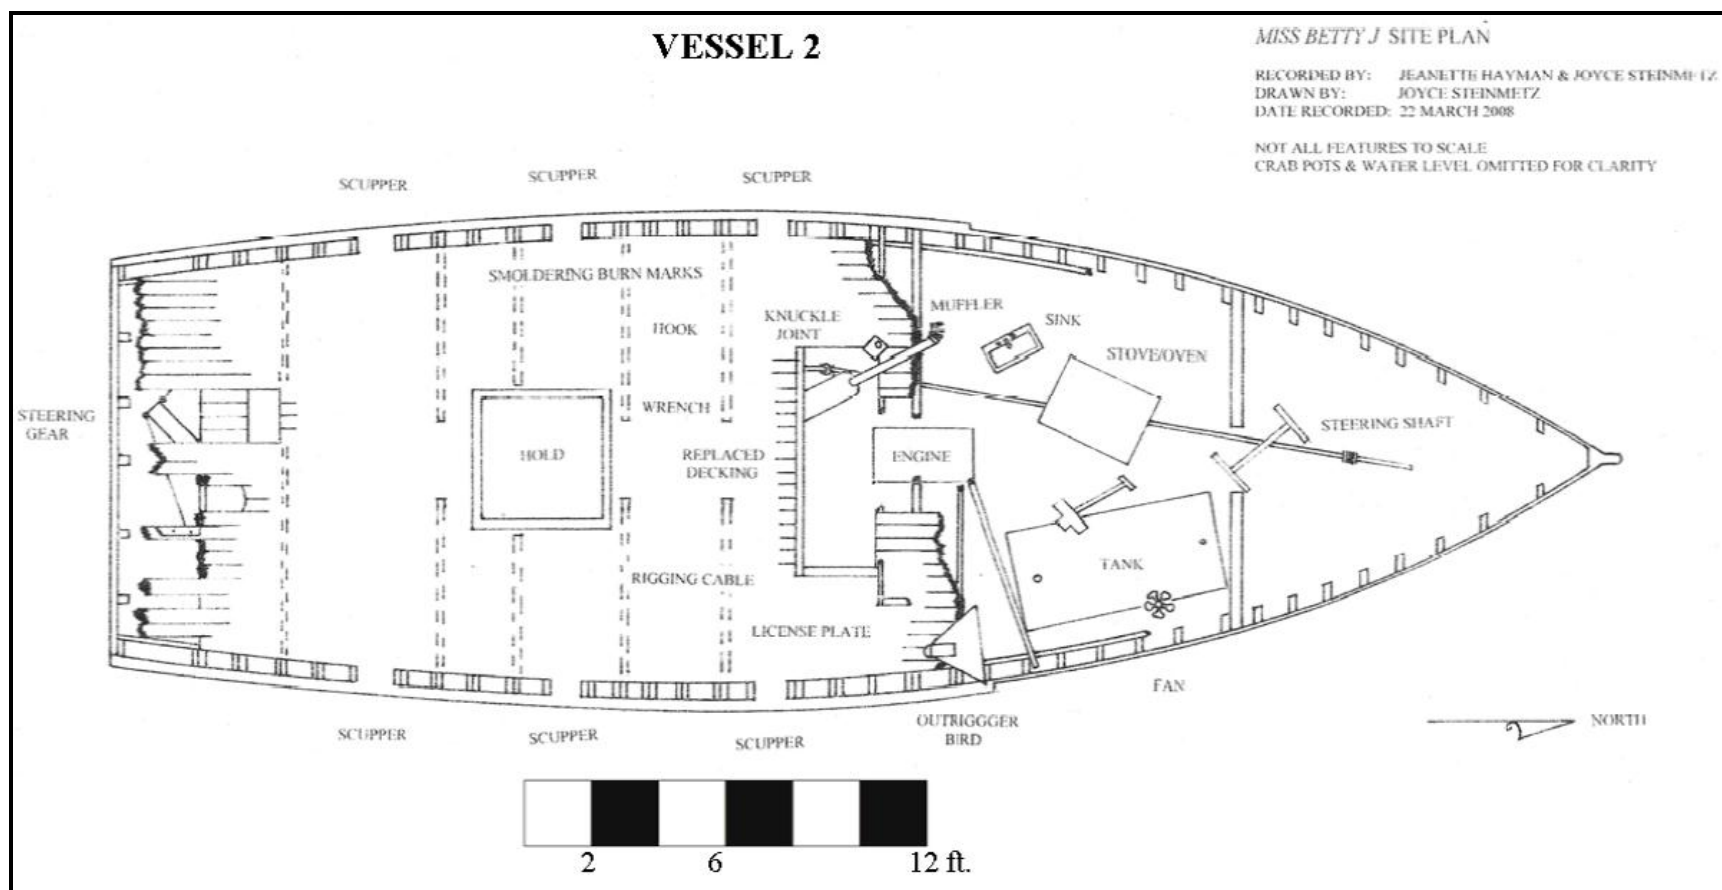 VESSEL 2
MISS BETTY J SITE PLAN
RECORDED BY: JEANETTE HAYMAN & JOYCE STEINMETZ
DRAWN BY: JOYCE STEINMETZ
DATE RECORDED: 22 MARCH 2008
NOT ALL FEATURES TO SCALE
CRAB POTS & WATER LEVEL OMITTED FOR CLARITY
SCUPPER
SCUPPER
SCUPPER
SMOLDERING BURN MARKS
HOOK
KNUCKLE
JOINT
MUFFLER
SINK
STOVE/OVEN
STEERING
GEAR
WRENCH
STEERING SHAFT
HOLD
REPLACED
DECKING
ENGINE
TANK
RIGGING CABLE
LICENSE PLATE
FAN
OUTRIGGGER
BIRD
SCUPPER
SCUPPER
SCUPPER
NORTH
2 6 12 ft.